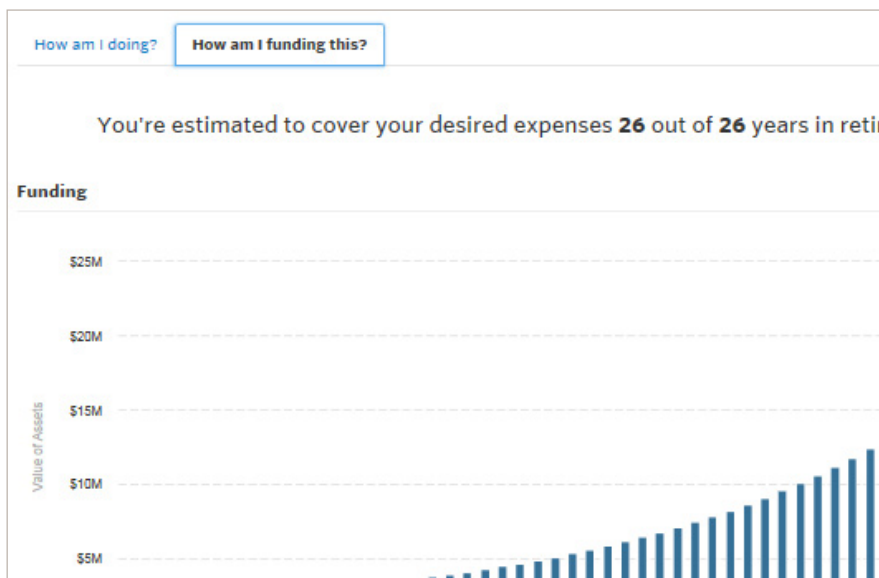 How am I doing? How am I funding this?
You're estimated to cover your desired expenses 26 out of 26 years in reti
Funding
$25M
$20M
$15M
Value of Assets
$10M
$5M